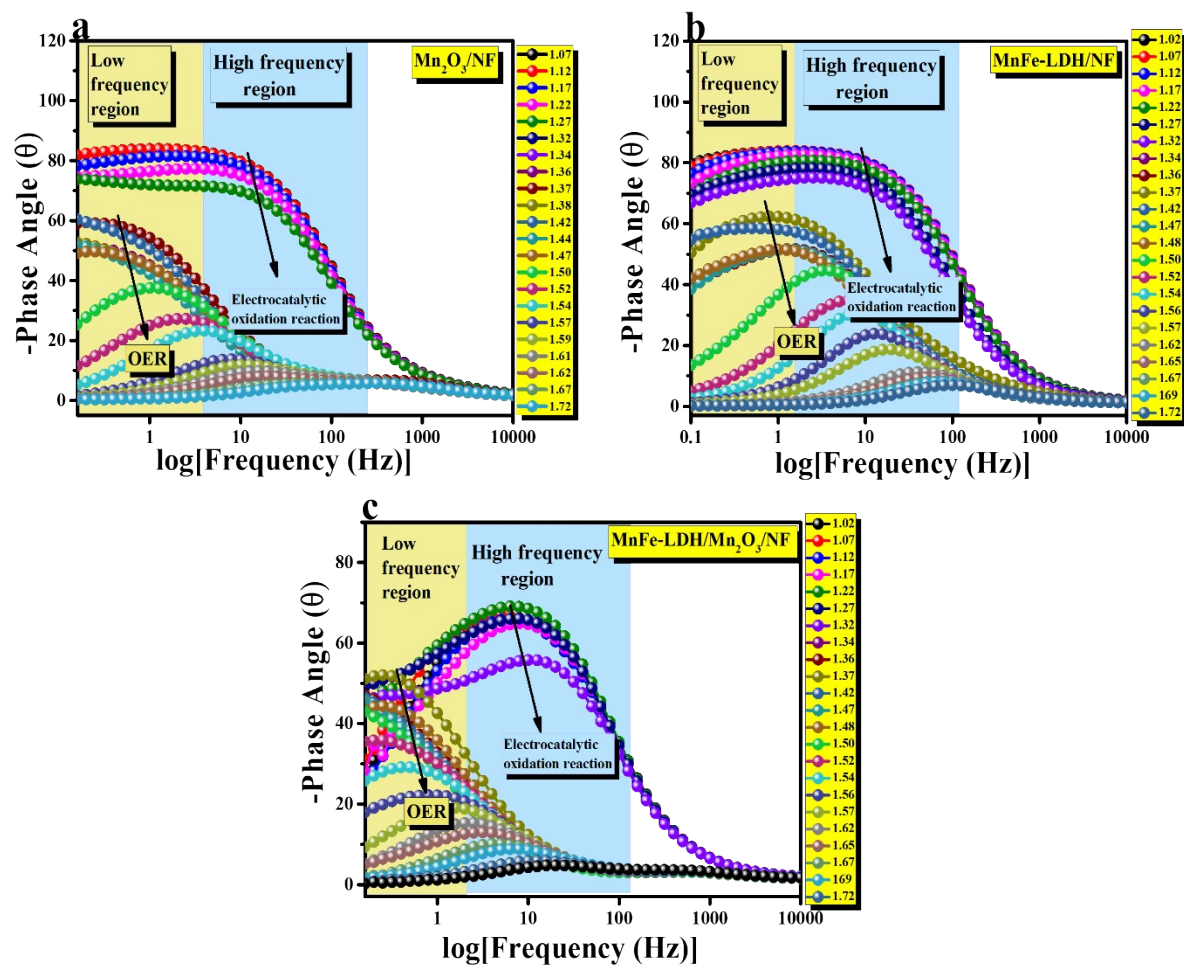 a
-Phase Angle (θ)
120
100
80
60
40
20
0
Low
frequency
region
High frequency
region
Mn2O3/NF
OER
Electrocatalytic
oxidation reaction
1
10
100
1000
10000
log[Frequency (Hz)]
1.07
1.12
1.17
1.22
1.27
1.32
1.34
1.36
1.37
1.38
1.42
1.44
1.47
1.50
1.52
1.54
1.57
1.59
1.61
1.62
1.67
1.72
b
-Phase Angle (θ)
120
100
80
60
40
20
0
Low
frequency
region
High frequency
region
MnFe-LDH/NF
OER
Electrocatalytic
oxidation reaction
0.1
1
10
100
1000
10000
log[Frequency (Hz)]
1.02
1.07
1.12
1.17
1.22
1.27
1.32
1.34
1.36
1.37
1.42
1.47
1.48
1.50
1.52
1.54
1.56
1.57
1.62
1.65
1.67
169
1.72
c
-Phase Angle (θ)
80
60
40
20
0
Low
frequency
region
High frequency
region
MnFe-LDH/Mn2O3/NF
OER
Electrocatalytic
oxidation reaction
1
10
100
1000
10000
log[Frequency (Hz)]
1.02
1.07
1.12
1.17
1.22
1.27
1.32
1.34
1.36
1.37
1.42
1.47
1.48
1.50
1.52
1.54
1.56
1.57
1.62
1.65
1.67
169
1.72